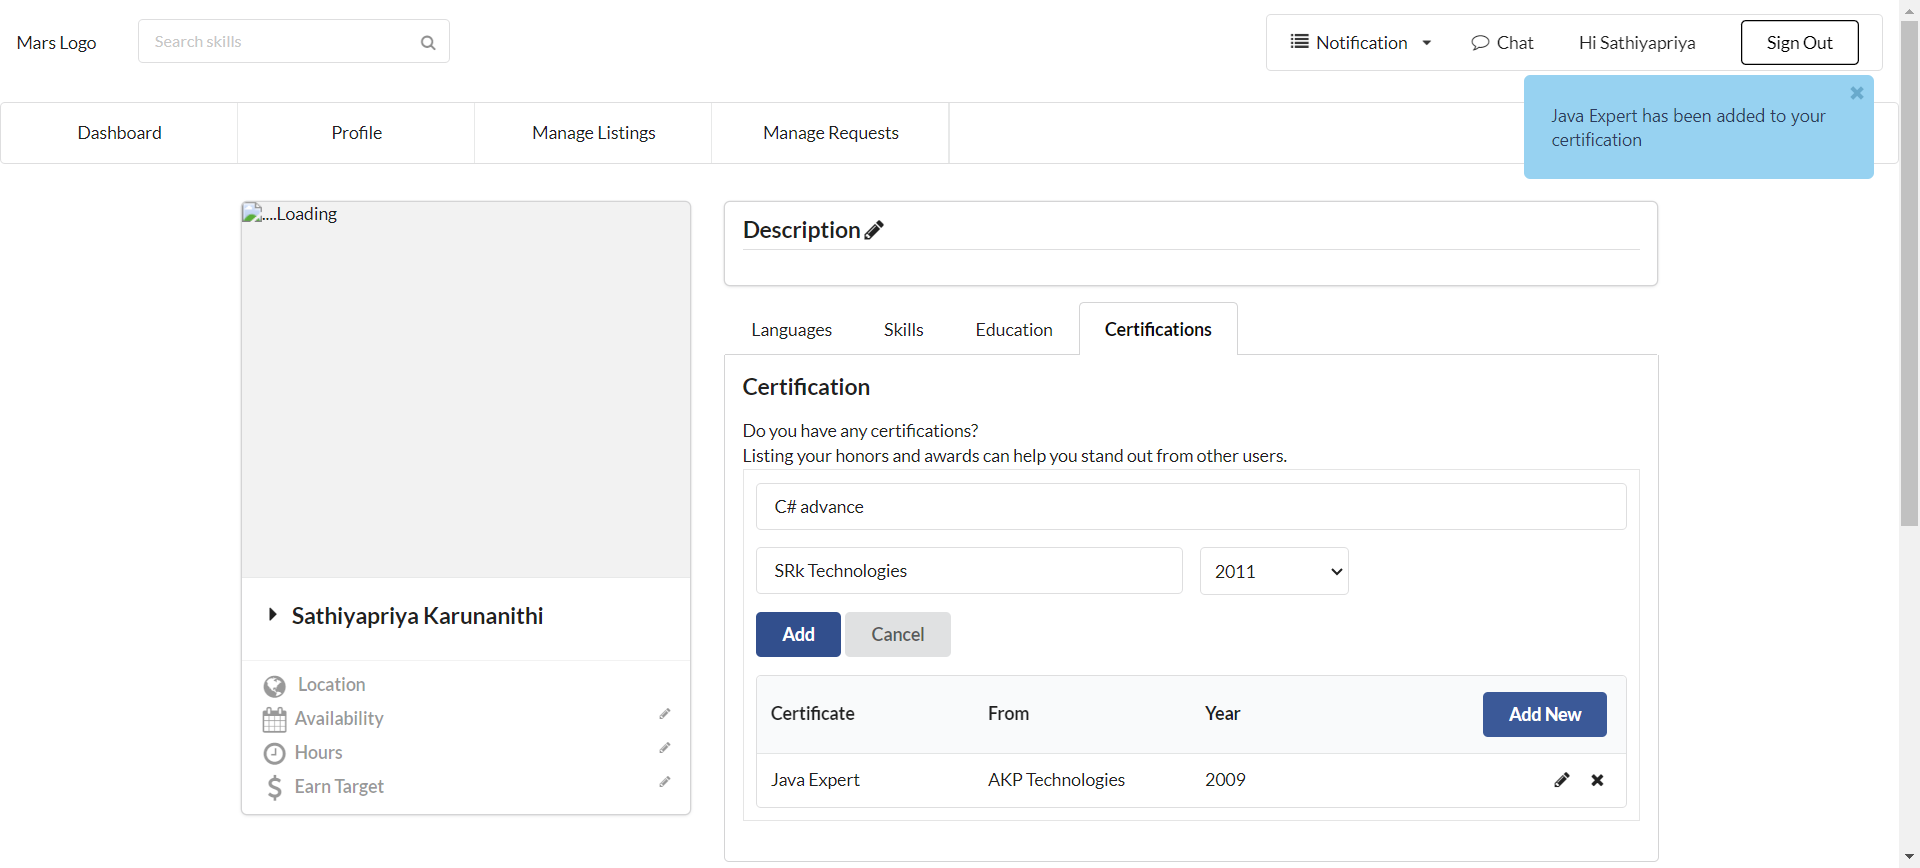 Mars Logo
Search skills
Notification
Chat
Hi Sathiyapriya
Sign Out
Java Expert has been added to your
certification
Dashboard
Profile
Manage Listings
Manage Requests
....Loading
Sathiyapriya Karunanithi
Location
Availability
Hours
Earn Target
Description
Languages
Skills
Education
Certifications
Certification
Do you have any certifications?
Listing your honors and awards can help you stand out from other users.
C# advance
SRk Technologies
2011
Add
Cancel
Certificate
From
Year
Add New
Java Expert
AKP Technologies
2009